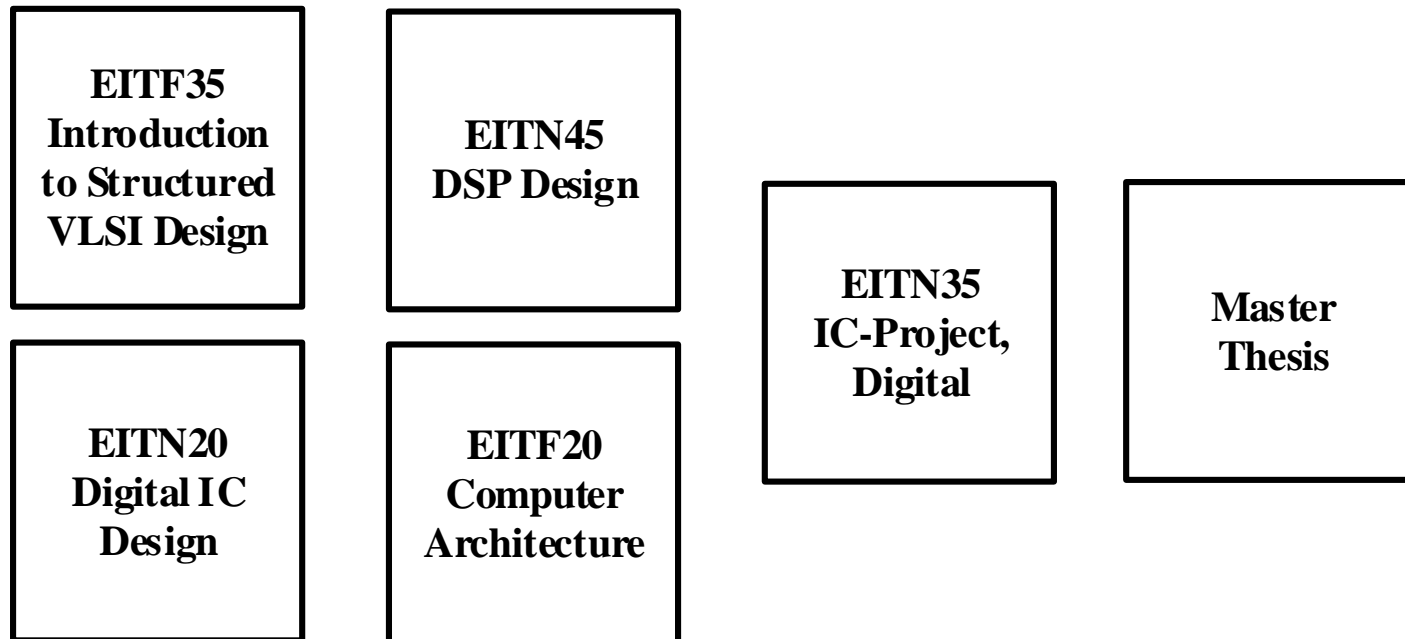 EITF35
Introduction
to Structured
VLSI Design
EITN20
Digital IC
Design
EITN45
DSP Design
EITF20
Computer
Architecture
EITN35
IC-Project,
Digital
Master
Thesis